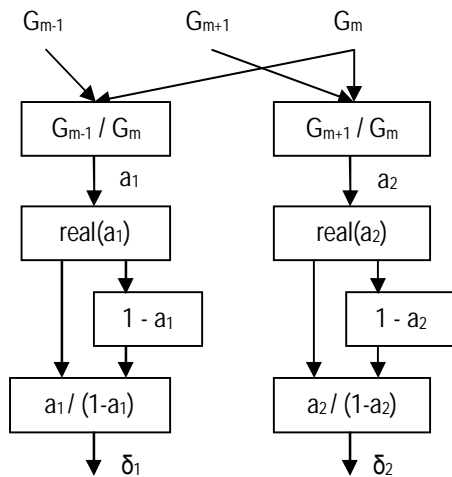 Gₘ₋₁ Gₘ₊₁ Gₘ
Gₘ₋₁ / Gₘ Gₘ₊₁ / Gₘ
a₁ a₂
real(a₁) real(a₂)
1 - a₁ 1 - a₂
a₁ / (1-a₁) a₂ / (1-a₂)
δ₁ δ₂